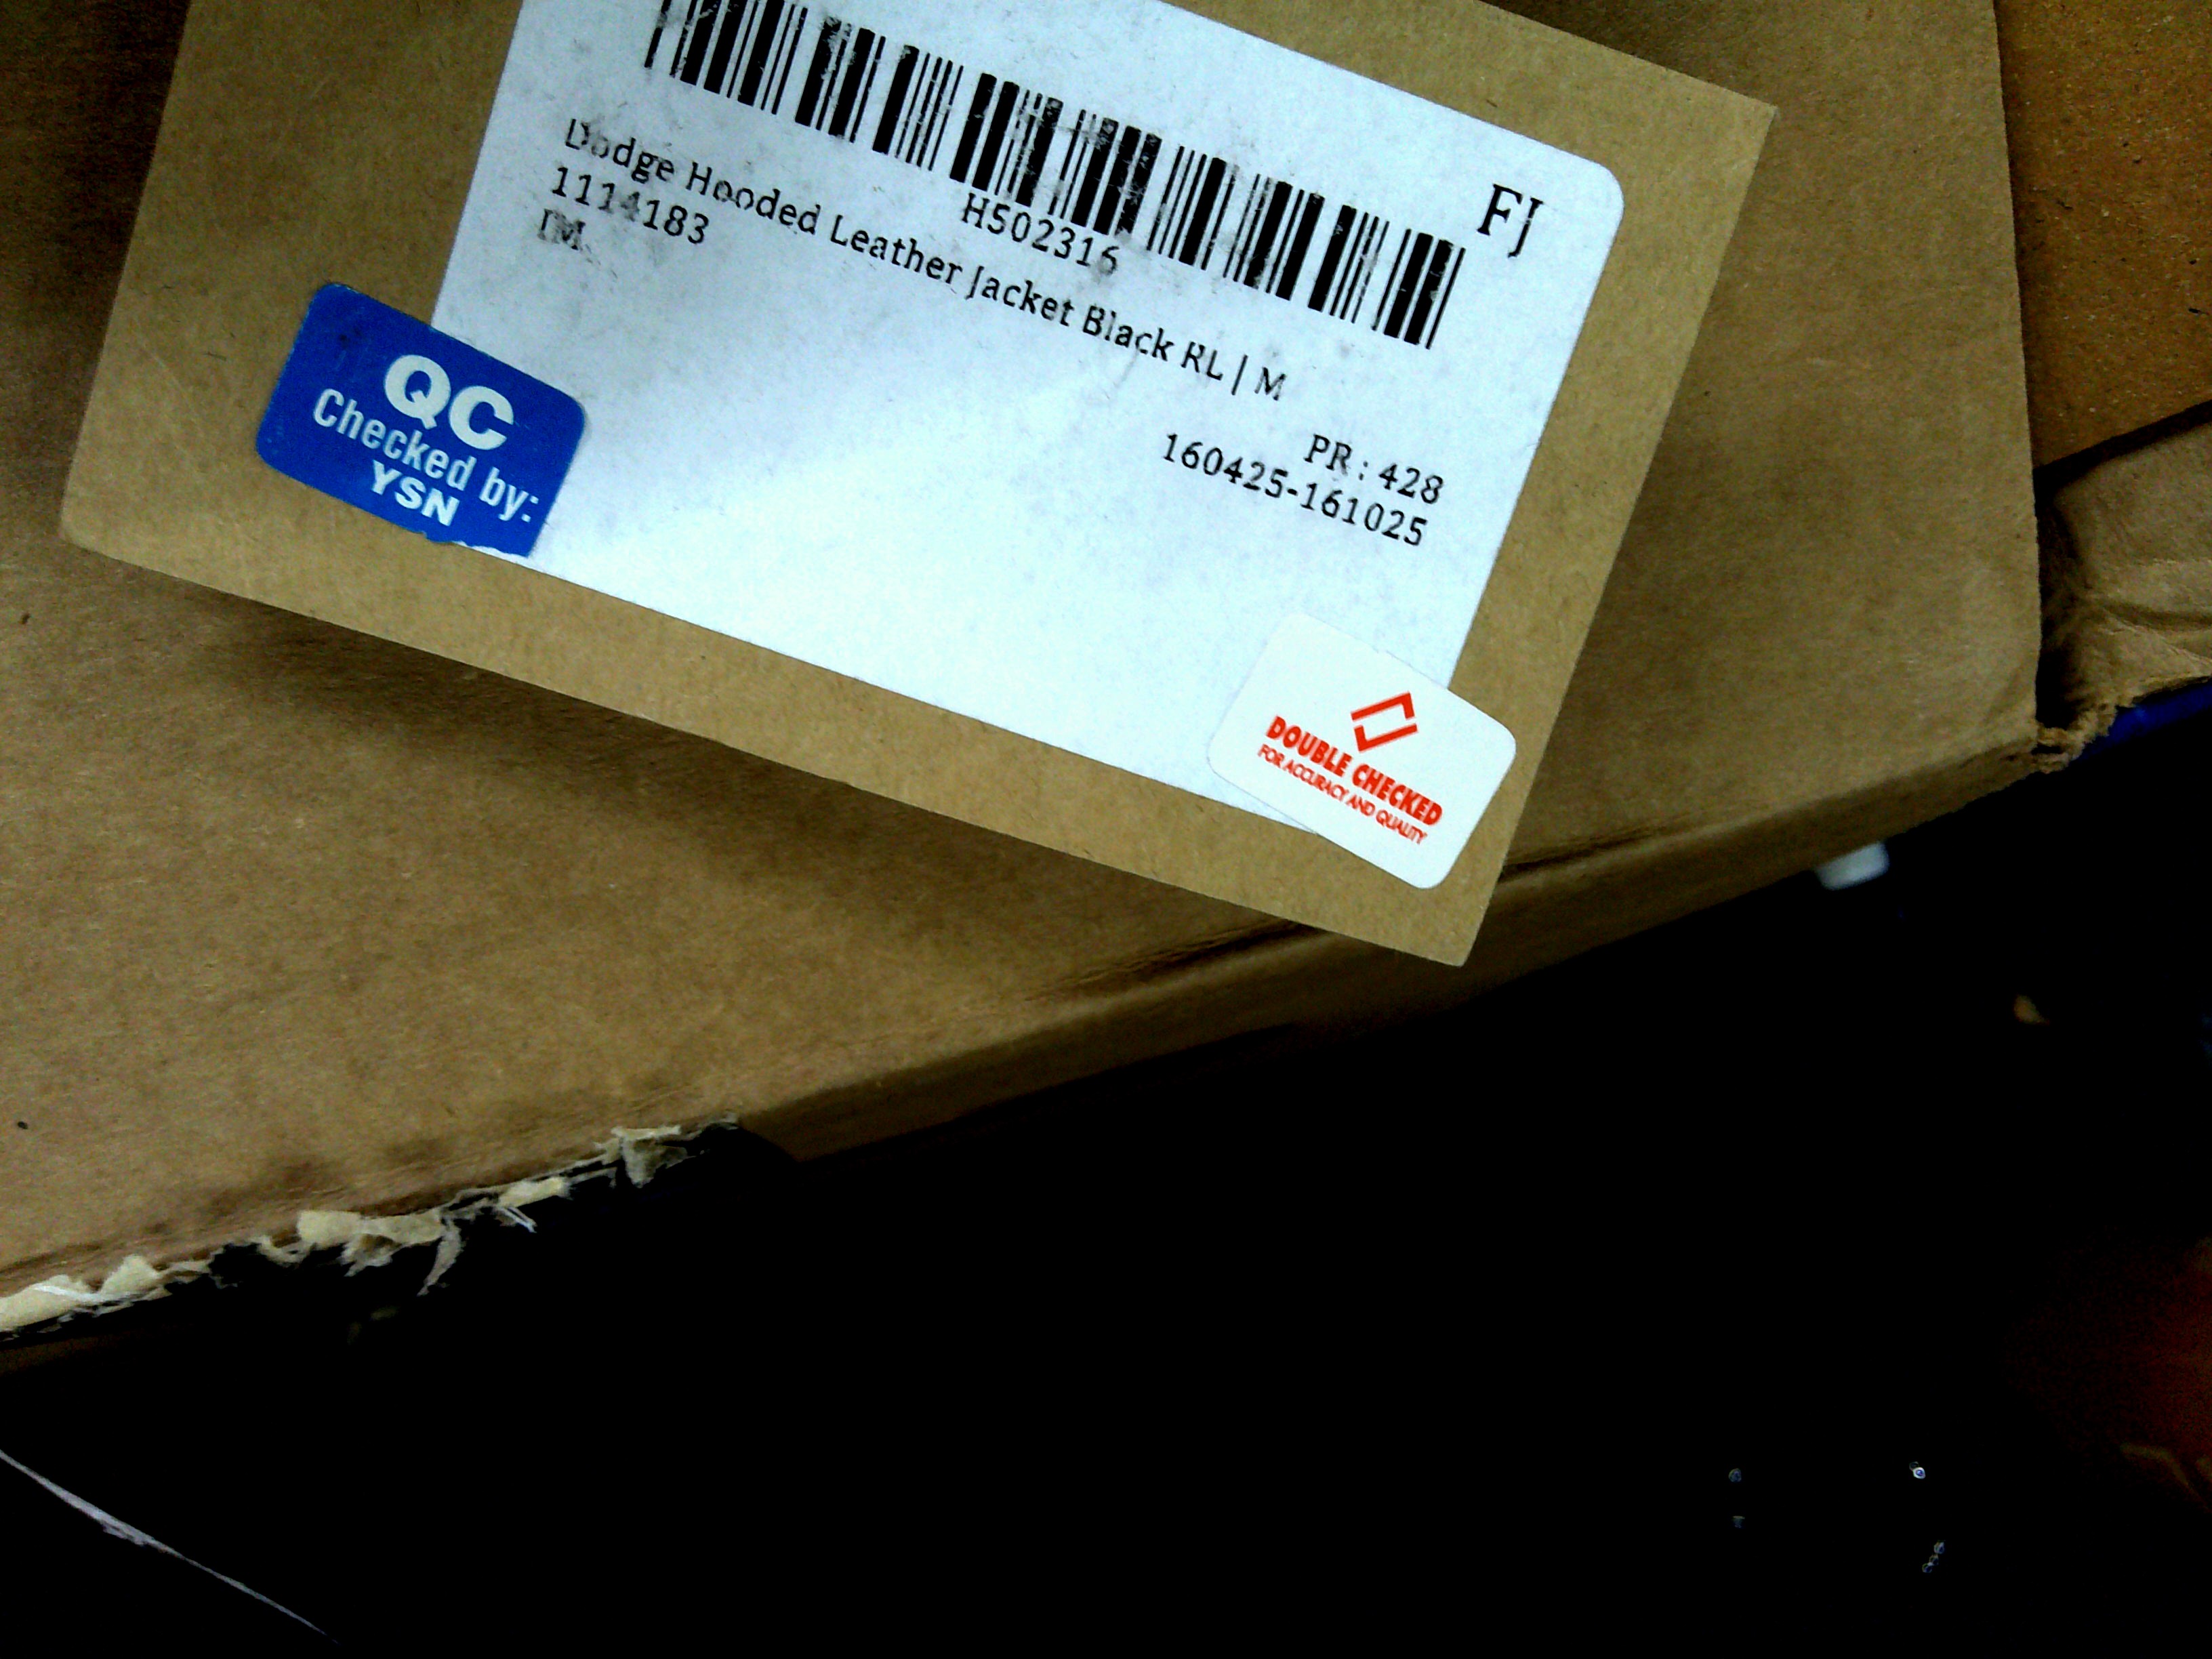 FJ
H502316
Dodge Hooded Leather Jacket Black RL | M
1114183
IM
PR : 428
160425-161025
QC
Checked by:
YSN
DOUBLE CHECKED
FOR ACCURACY AND QUALITY